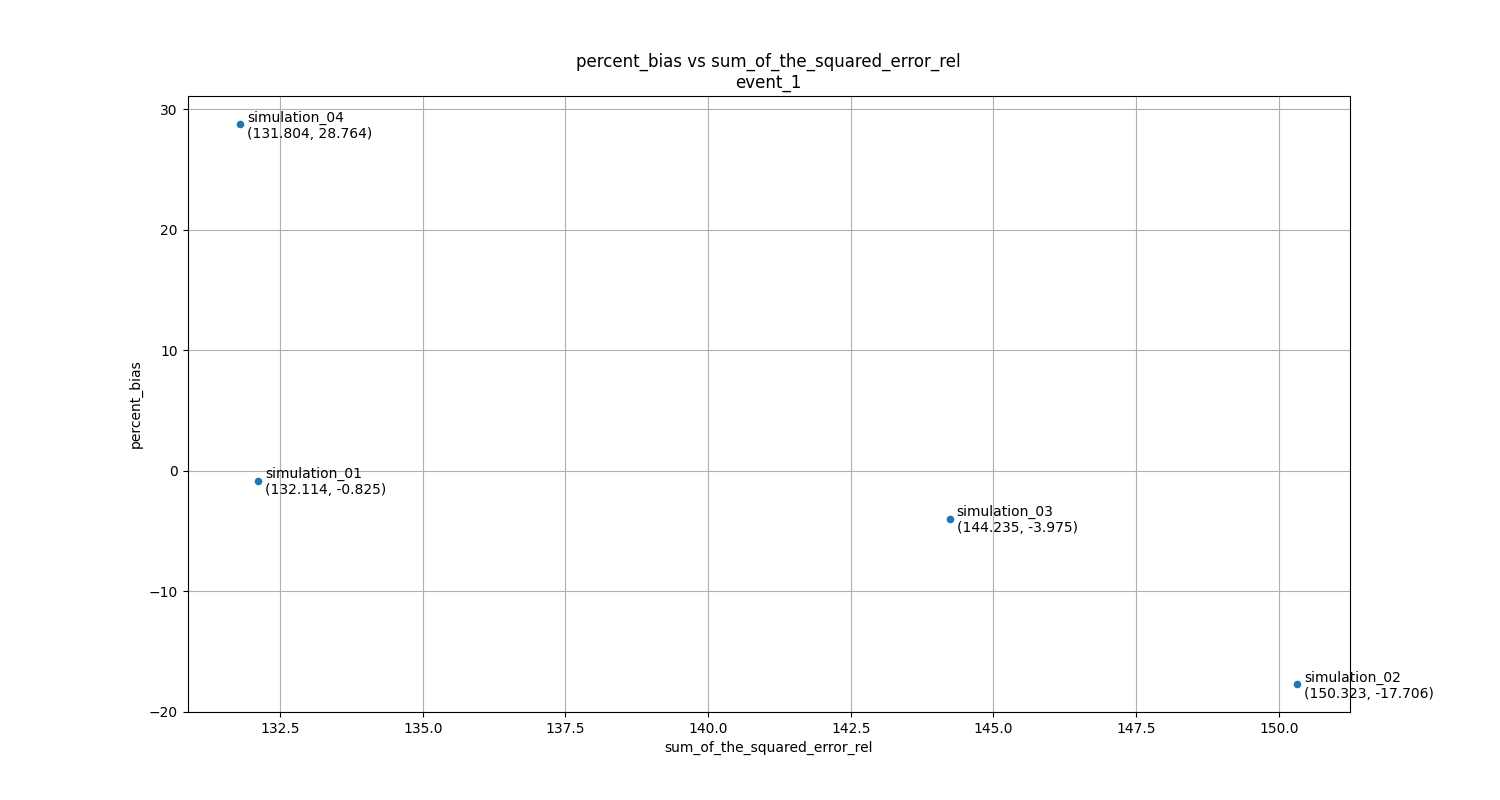 percent_bias vs sum_of_the_squared_error_rel
event_1
30
simulation_04
(131.804, 28.764)
20
10
percent_bias
0
simulation_01
(132.114, -0.825)
simulation_03
(144.235, -3.975)
−10
simulation_02
(150.323, -17.706)
−20
132.5 135.0 137.5 140.0 142.5 145.0 147.5 150.0
sum_of_the_squared_error_rel